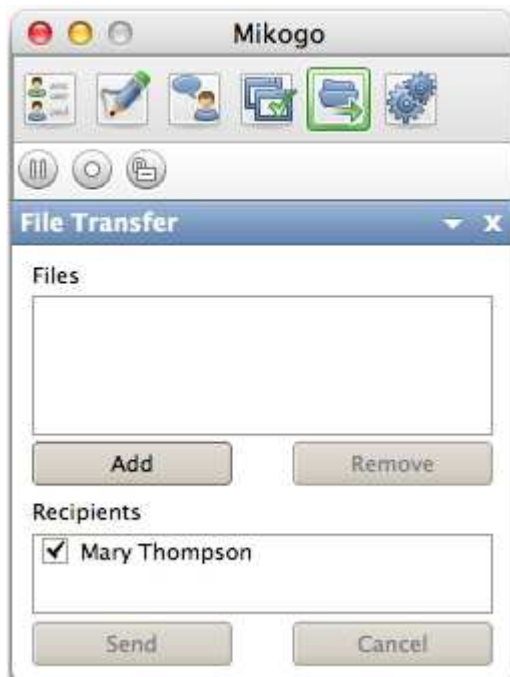 Mikogo
File Transfer
Files
Add Remove
Recipients
Mary Thompson
Send Cancel